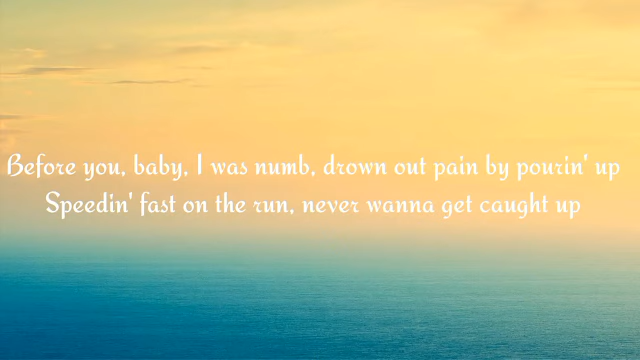 Before you, baby, I was numb, drown out pain by pourin' up
Speedin' fast on the run, never wanna get caught up